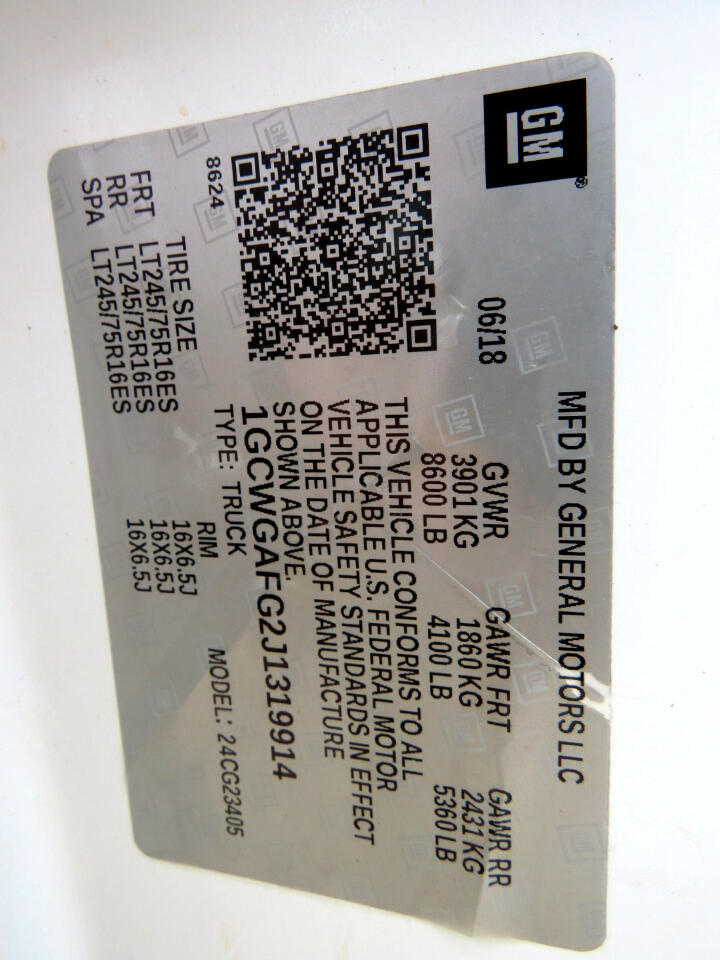 GM
®
MFD BY GENERAL MOTORS LLC
06/18 GVWR GAWR FRT GAWR RR
3901 KG 1860 KG 2431 KG
8600 LB 4100 LB 5360 LB
THIS VEHICLE CONFORMS TO ALL
APPLICABLE U.S. FEDERAL MOTOR
VEHICLE SAFETY STANDARDS IN EFFECT
ON THE DATE OF MANUFACTURE
SHOWN ABOVE.
1GCWGAFG2J1319914
8624 TYPE: TRUCK MODEL: 24CG23405
TIRE SIZE RIM
FRT LT245/75R16ES 16X6.5J
RR LT245/75R16ES 16X6.5J
SPA LT245/75R16ES 16X6.5J